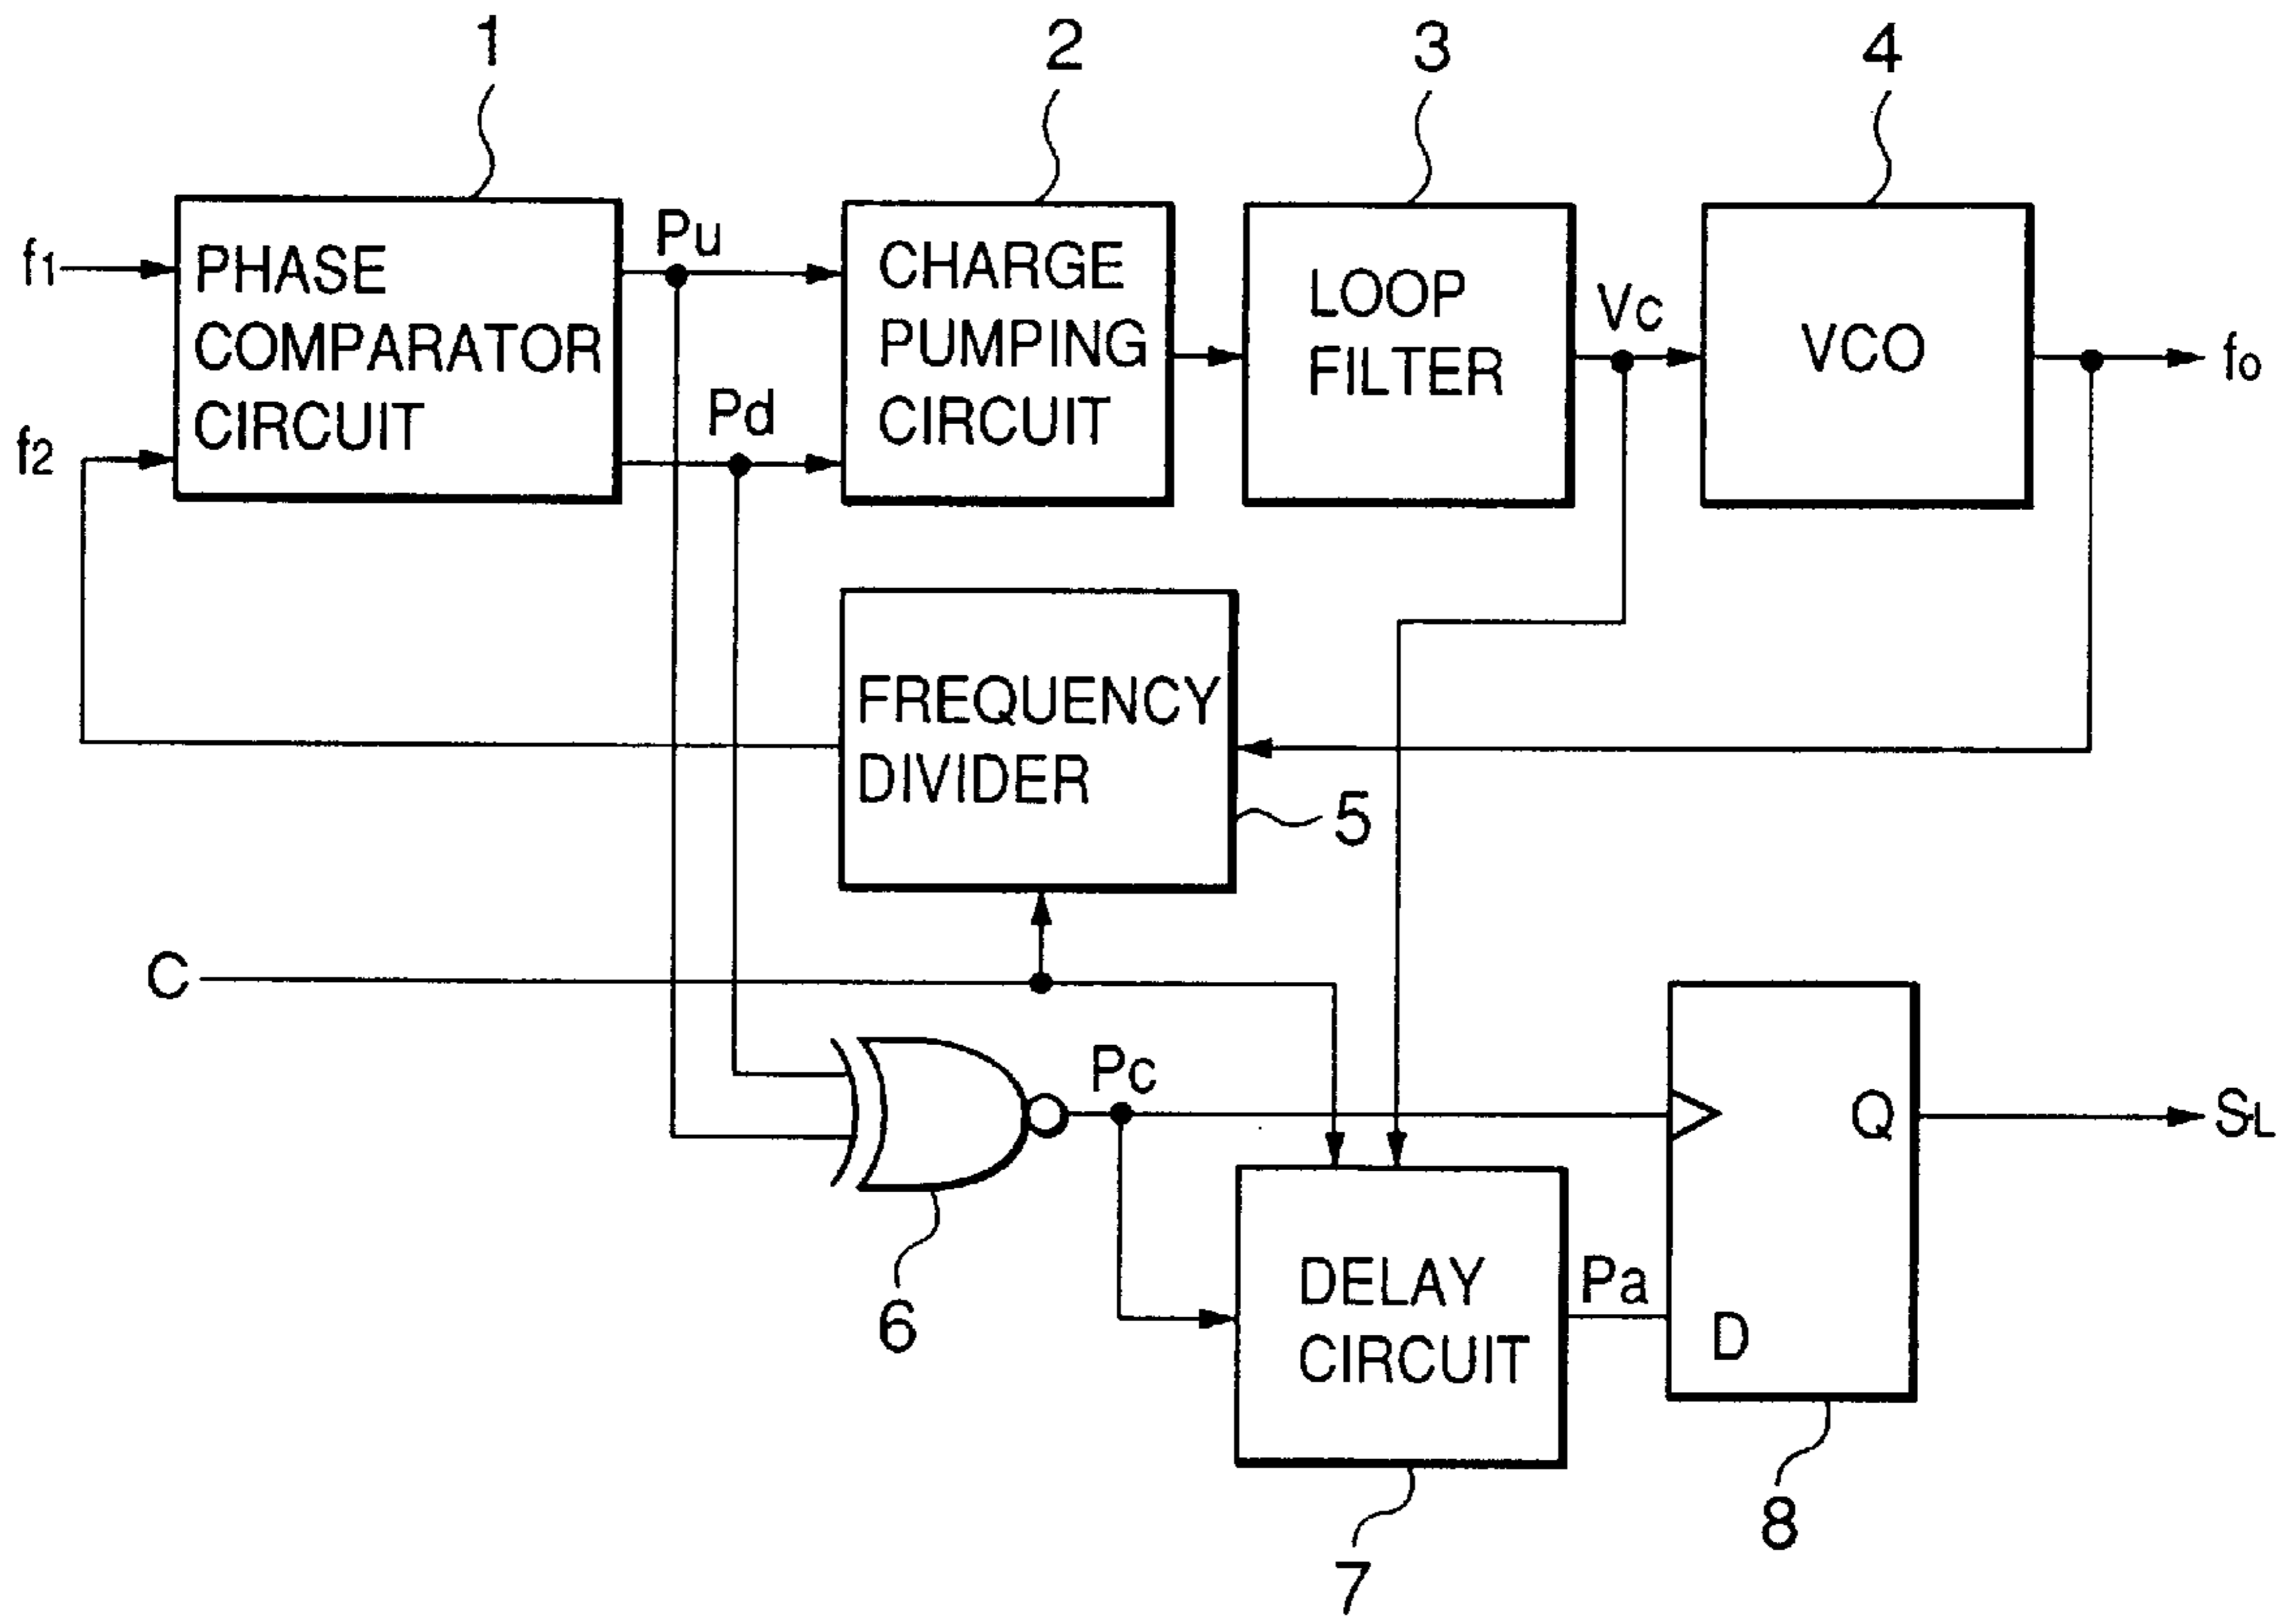 1
2
3
4
f1
PHASE
COMPARATOR
CIRCUIT
f2
Pu
Pd
CHARGE
PUMPING
CIRCUIT
LOOP
FILTER
Vc
VCO
fo
FREQUENCY
DIVIDER
5
C
6
Pc
DELAY
CIRCUIT
7
Pa
Q
D
8
SL